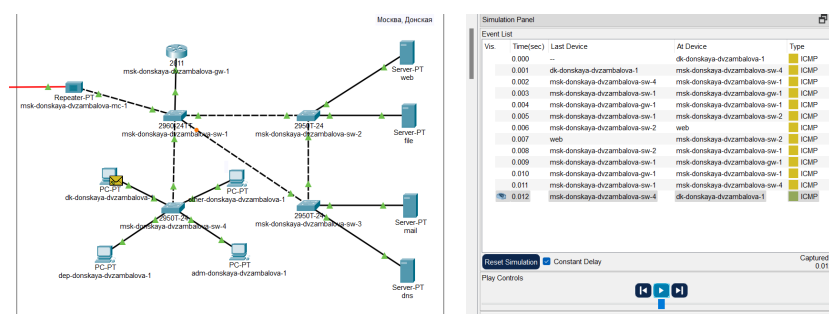 Москва, Донская
2811
msk-donskaya-dvzambalova-gw-1
Server-PT
web
Repeater-PT
msk-donskaya-dvzambalova-mc-1
msk-donskaya-dvzambalova-sw-1
2950T-24
msk-donskaya-dvzambalova-sw-2
Server-PT
file
PC-PT
dk-donskaya-dvzambalova-1
PC-PT
2950T-24
msk-donskaya-dvzambalova-sw-4
2950T-24
msk-donskaya-dvzambalova-sw-3
Server-PT
mail
PC-PT
dep-donskaya-dvzambalova-1
PC-PT
adm-donskaya-dvzambalova-1
Server-PT
dns
Simulation Panel
Event List
Vis. Time(sec) Last Device At Device Type
0.000 -- dk-donskaya-dvzambalova-1 ICMP
0.001 dk-donskaya-dvzambalova-1 msk-donskaya-dvzambalova-sw-4 ICMP
0.002 msk-donskaya-dvzambalova-sw-4 msk-donskaya-dvzambalova-sw-1 ICMP
0.003 msk-donskaya-dvzambalova-sw-1 msk-donskaya-dvzambalova-gw-1 ICMP
0.004 msk-donskaya-dvzambalova-gw-1 msk-donskaya-dvzambalova-sw-1 ICMP
0.005 msk-donskaya-dvzambalova-sw-1 msk-donskaya-dvzambalova-sw-2 ICMP
0.006 msk-donskaya-dvzambalova-sw-2 web ICMP
0.007 web msk-donskaya-dvzambalova-sw-2 ICMP
0.008 msk-donskaya-dvzambalova-sw-2 msk-donskaya-dvzambalova-sw-1 ICMP
0.009 msk-donskaya-dvzambalova-sw-1 msk-donskaya-dvzambalova-gw-1 ICMP
0.010 msk-donskaya-dvzambalova-gw-1 msk-donskaya-dvzambalova-sw-1 ICMP
0.011 msk-donskaya-dvzambalova-sw-1 msk-donskaya-dvzambalova-sw-4 ICMP
0.012 msk-donskaya-dvzambalova-sw-4 dk-donskaya-dvzambalova-1 ICMP
Reset Simulation Constant Delay Captured
0.01
Play Controls